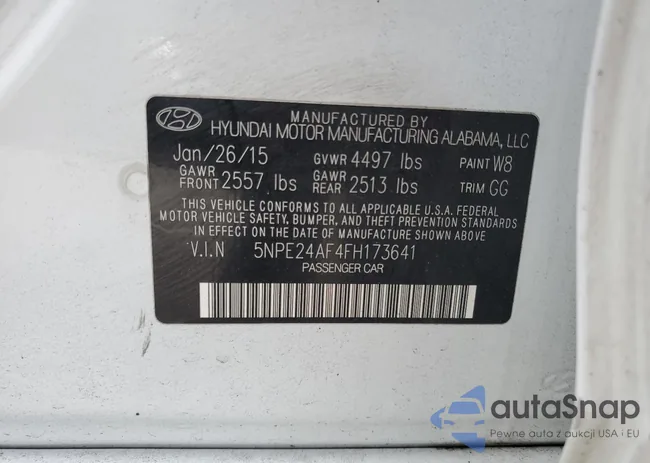 MANUFACTURED BY
HYUNDAI MOTOR MANUFACTURING ALABAMA, LLC
Jan/26/15 GVWR 4497 lbs PAINT W8
GAWR FRONT 2557 lbs GAWR REAR 2513 lbs TRIM GG
THIS VEHICLE CONFORMS TO ALL APPLICABLE U.S.A. FEDERAL
MOTOR VEHICLE SAFETY, BUMPER, AND THEFT PREVENTION STANDARDS
IN EFFECT ON THE DATE OF MANUFACTURE SHOWN ABOVE.
V.I.N 5NPE24AF4FH173641
PASSENGER CAR
autaSnap
Pewne auta z aukcji USA i EU